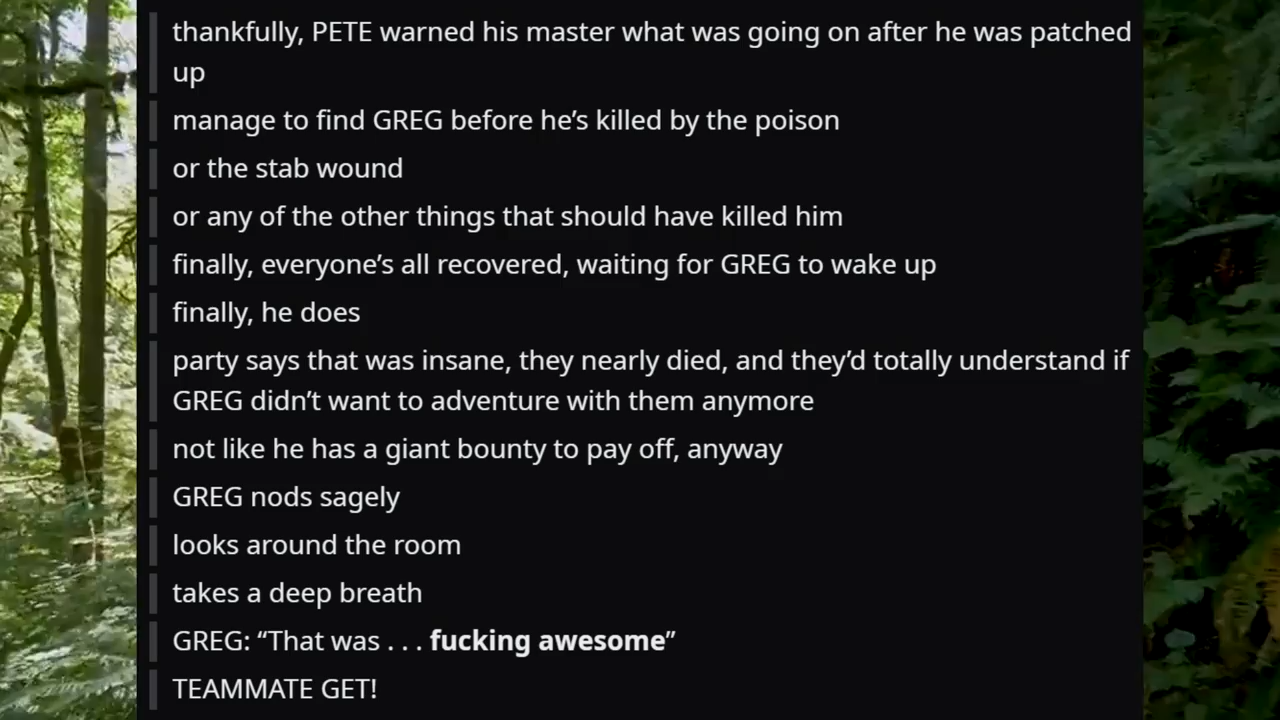 thankfully, PETE warned his master what was going on after he was patched
up
manage to find GREG before he’s killed by the poison
or the stab wound
or any of the other things that should have killed him
finally, everyone’s all recovered, waiting for GREG to wake up
finally, he does
party says that was insane, they nearly died, and they’d totally understand if
GREG didn’t want to adventure with them anymore
not like he has a giant bounty to pay off, anyway
GREG nods sagely
looks around the room
takes a deep breath
GREG: “That was . . . fucking awesome”
TEAMMATE GET!